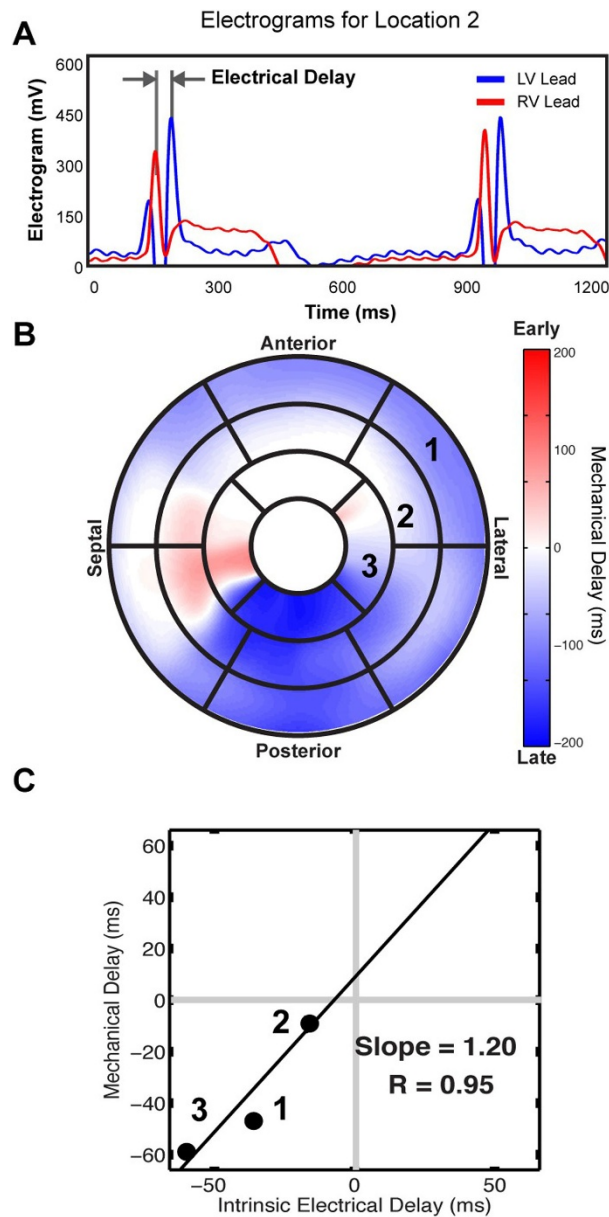 Electrograms for Location 2
A
600
450
300
150
0
Electrogram (mV)
Electrical Delay
LV Lead
RV Lead
0 300 600 900 1200
Time (ms)
B
Anterior
Septal
Lateral
Posterior
1
2
3
Early
200
100
0
−100
−200
Mechanical Delay (ms)
Late
C
60
40
20
0
−20
−40
−60
Mechanical Delay (ms)
2
3
1
Slope = 1.20
R = 0.95
−50 0 50
Intrinsic Electrical Delay (ms)